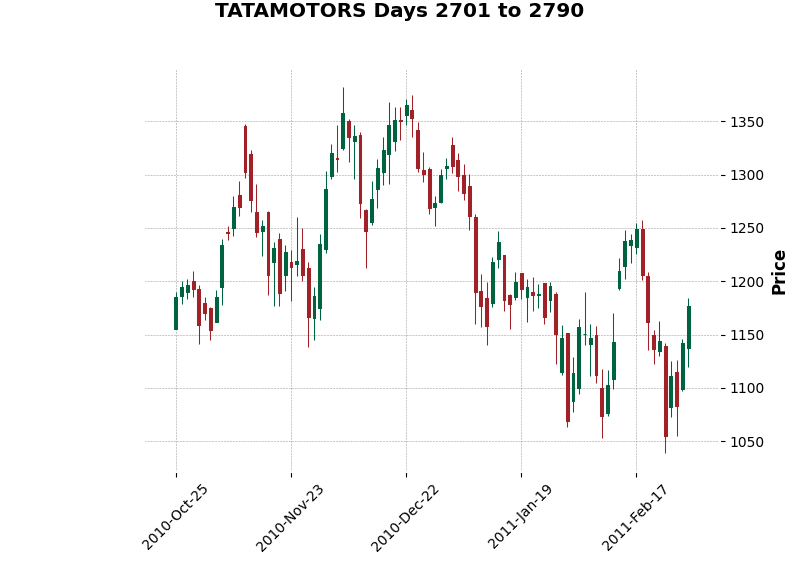 TATAMOTORS Days 2701 to 2790
1350
1300
1250
1200
1150
1100
1050
Price
2010-Oct-25
2010-Nov-23
2010-Dec-22
2011-Jan-19
2011-Feb-17